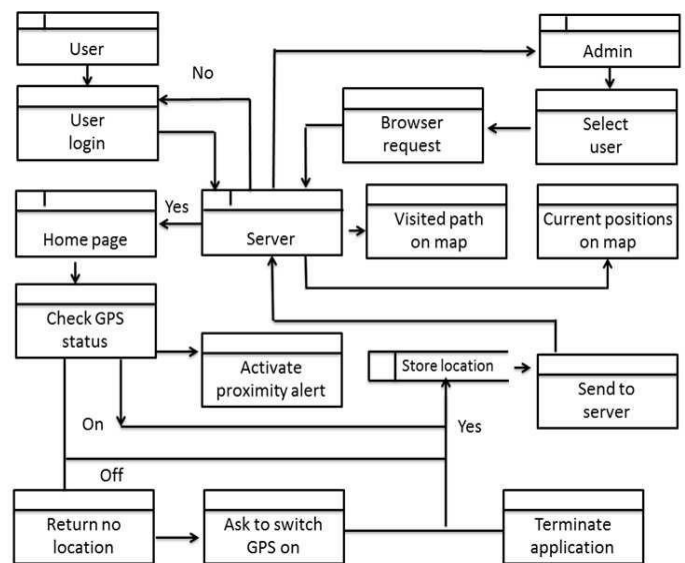 User
Admin
No
User
login
Browser
request
Select
user
Yes
Home page
Server
Visited path
on map
Current positions
on map
Check GPS
status
Activate
proximity alert
Store location
Send to
server
On
Yes
Off
Return no
location
Ask to switch
GPS on
Terminate
application